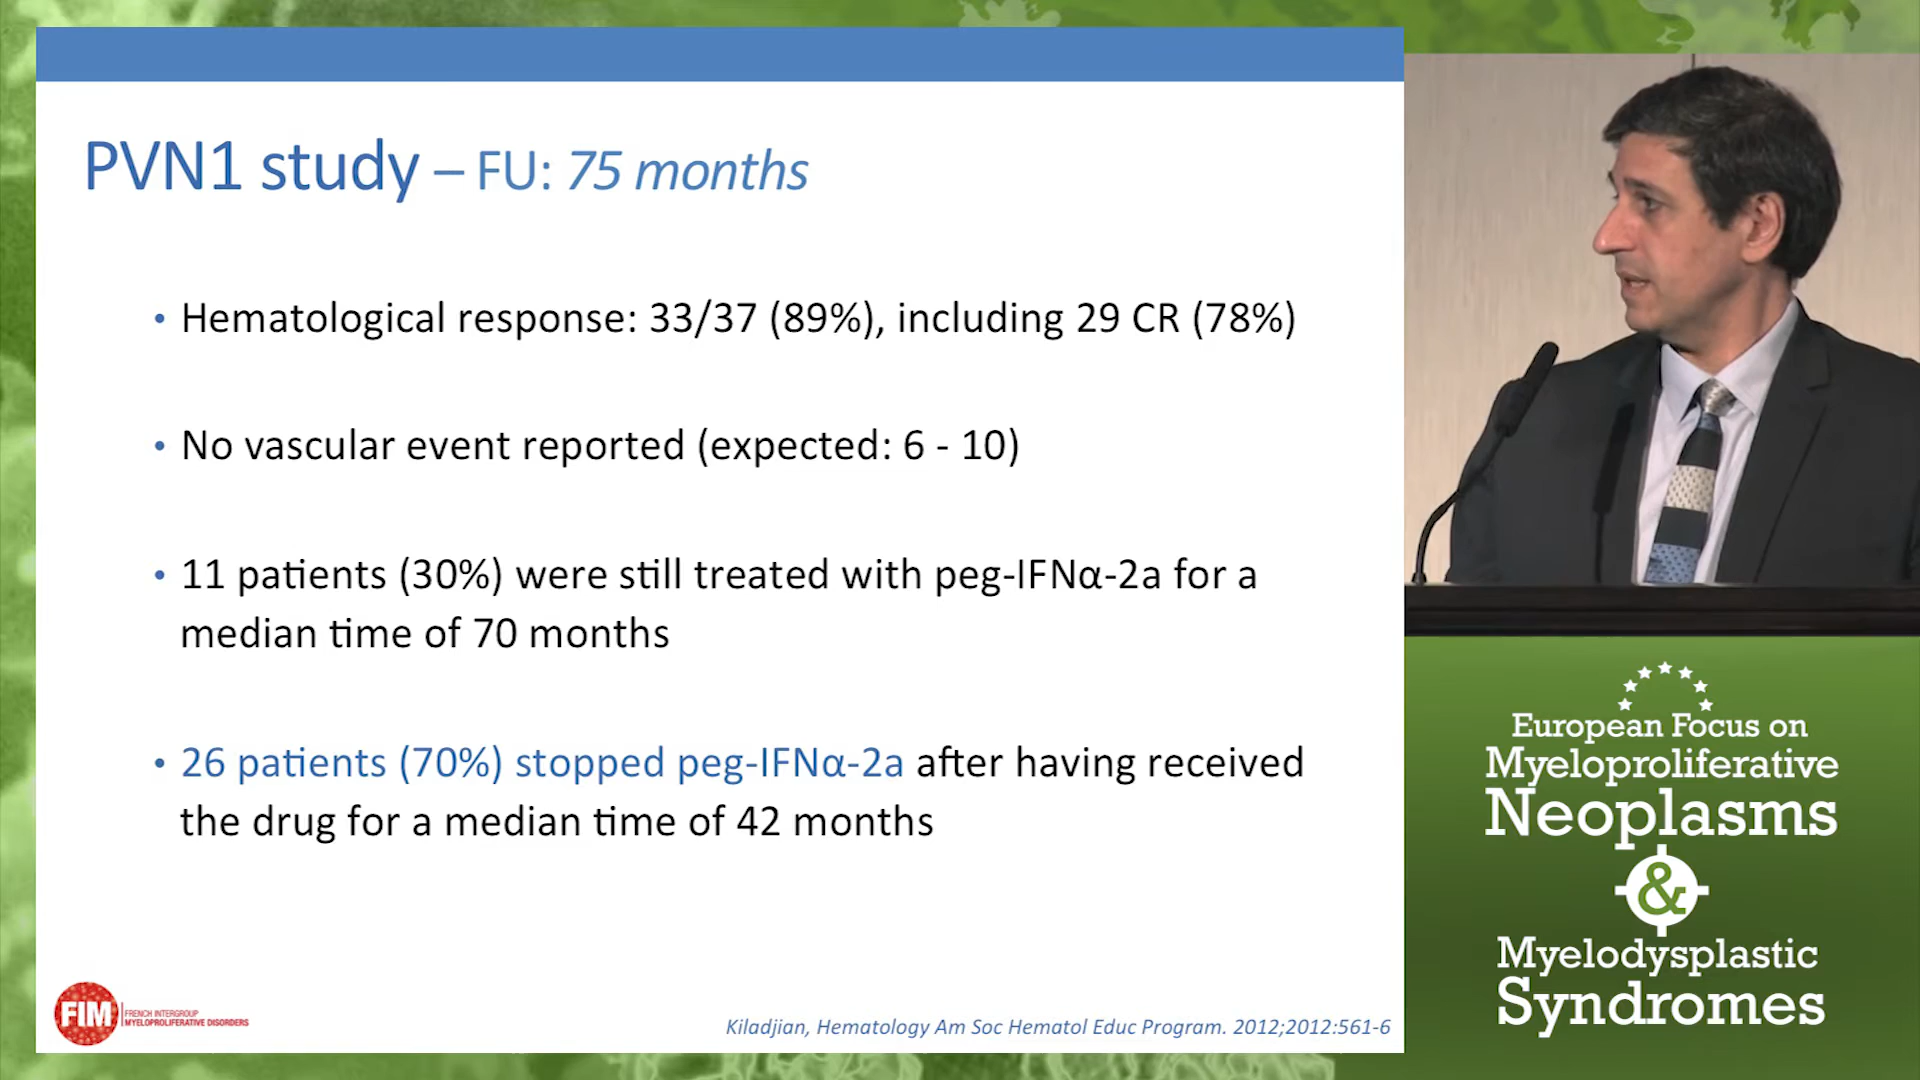 PVN1 study – FU: 75 months
• Hematological response: 33/37 (89%), including 29 CR (78%)
• No vascular event reported (expected: 6 - 10)
• 11 patients (30%) were still treated with peg-IFNα-2a for a
median time of 70 months
• 26 patients (70%) stopped peg-IFNα-2a after having received
the drug for a median time of 42 months
FIM
FRENCH INTERGROUP
MYELOPROLIFERATIVE DISORDERS
Kiladjian, Hematology Am Soc Hematol Educ Program. 2012;2012:561-6
European Focus on
Myeloproliferative
Neoplasms
&
Myelodysplastic
Syndromes